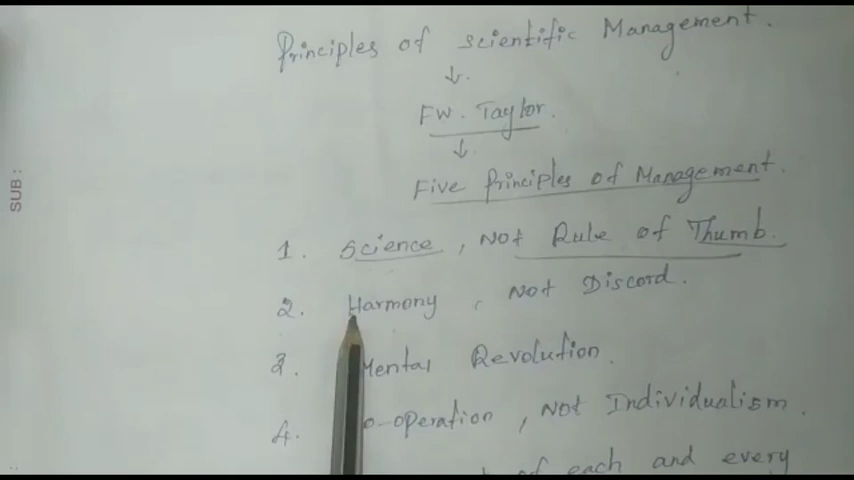 Principles of scientific Management.
↓
FW. Taylor.
↓
Five Principles of Management.
1. Science, Not Rule of Thumb.
2. Harmony, Not Discord.
3. Mental Revolution.
4. o-operation, Not Individualism.
of each and every
SUB: